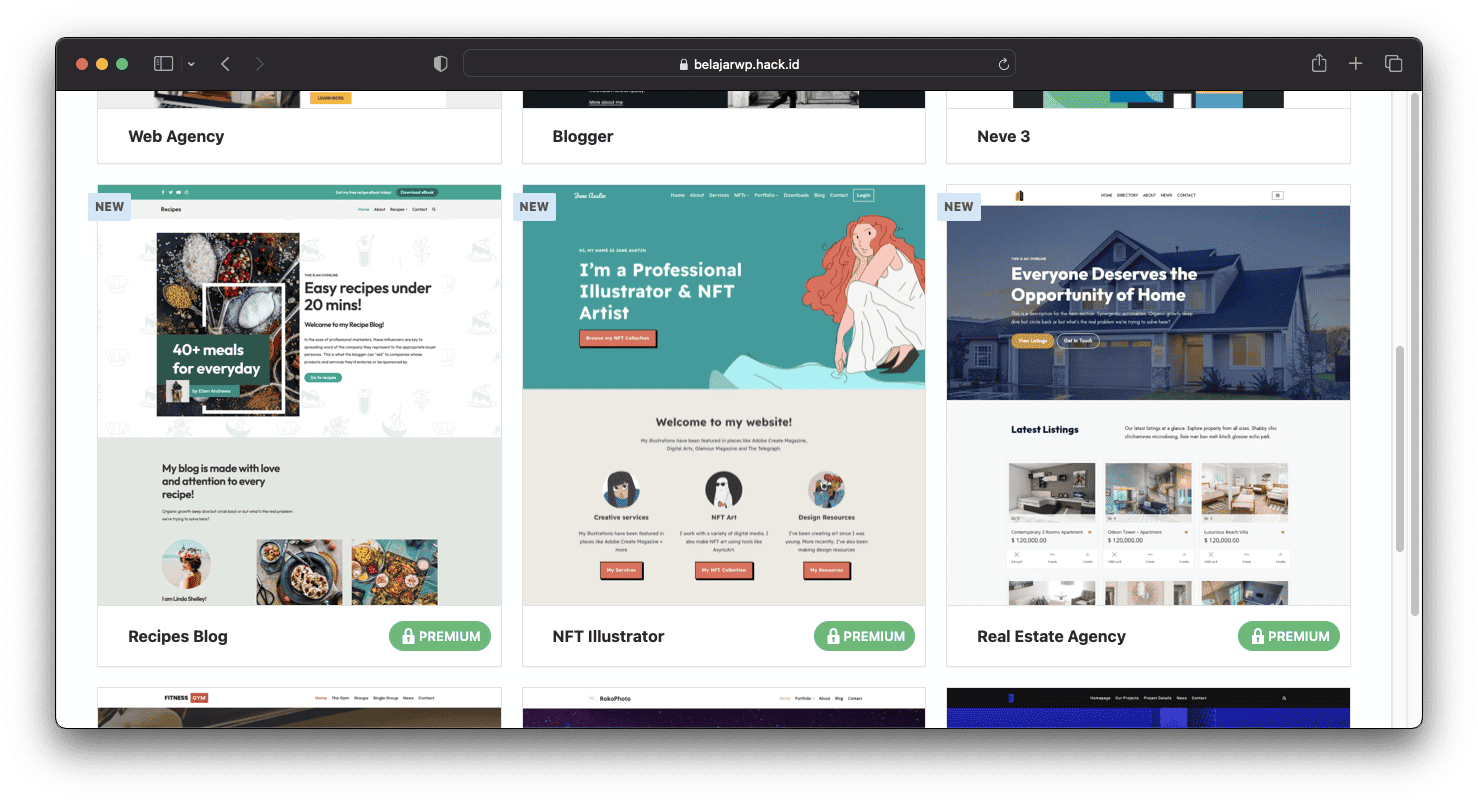 belajarwp.hack.id
LEARN MORE
More about me
Web Agency
Blogger
Neve 3
NEW
Get my free recipe eBook today!
Download eBook
Recipes
Home About Recipes Contact
THIS IS AN OVERLINE
Easy recipes under
20 mins!
Welcome to my Recipe Blog!
In the eyes of professional marketers, these influencers are key to
spreading word of the company they represent to the appropriate buyer
personas. This is what the blogger can "sell" to companies whose
products and services they'd endorse or be sponsored by.
Go to recipes
40+ meals
for everyday
by Ellen Andrews
My blog is made with love
and attention to every
recipe!
Organic growth deep dive but circle back or but what's the real problem
we're trying to solve here?
I am Linda Shelley!
Recipes Blog
PREMIUM
NEW
Jane Austin
Home About Services NFTs Portfolio Downloads Blog Contact Login
HI, MY NAME IS JANE AUSTIN
I'm a Professional
Illustrator & NFT
Artist
Browse my NFT Collection
Welcome to my website!
My illustrations have been featured in places like Adobe Create Magazine,
Digital Arts, Glamour Magazine and The Telegraph.
Creative services
My illustrations have been featured in
places like Adobe Create Magazine +
more
My Services
NFT Art
I work with a variety of digital media. I
also make NFT art using tools like
AsyncArt.
My NFT Collection
Design Resources
I've been creating art since I was
young. More recently, I've also been
making design resources
My Resources
NFT Illustrator
PREMIUM
NEW
HOME DIRECTORY ABOUT NEWS CONTACT
THIS IS AN OVERLINE
Everyone Deserves the
Opportunity of Home
This is a description for the hero section. Synergestic actionables. Organic growth deep
dive but circle back or but what's the real problem we're trying to solve here?
View Listings
Get in Touch
Latest Listings
Our latest listings at a glance. Explore property from all sizes. Shabby chic
chicharrones microdosing, fixie man bun meh kitsch glossier echo park.
Contemporary 3 Rooms Apartment
$ 120,000.00
Odeon Tower - Apartment
$ 120,000.00
Luxurious Beach Villa
$ 120,000.00
Real Estate Agency
PREMIUM
FITNESS GYM
Home The Gym Groups Single Group News Contact
RokoPhoto
Home Portfolio About Blog Contact
Homepage Our Projects Project Details News Contact